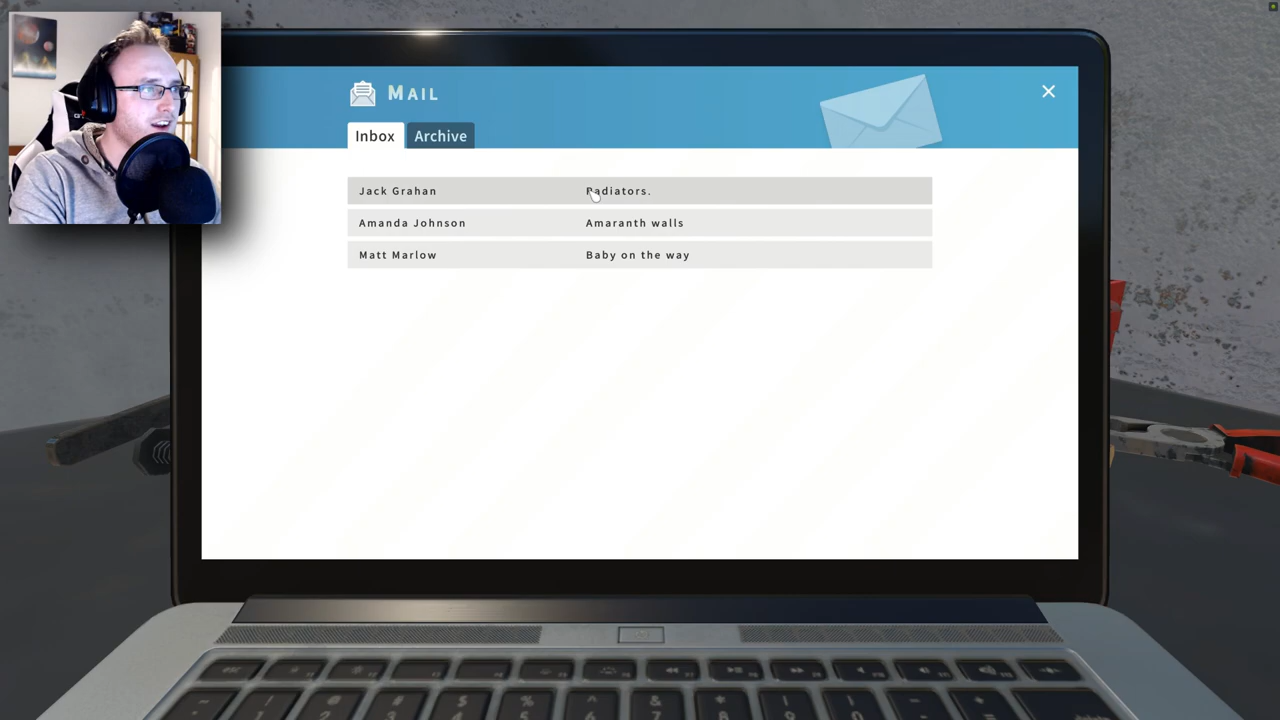 Mail
Inbox Archive
Jack Grahan Radiators.
Amanda Johnson Amaranth walls
Matt Marlow Baby on the way